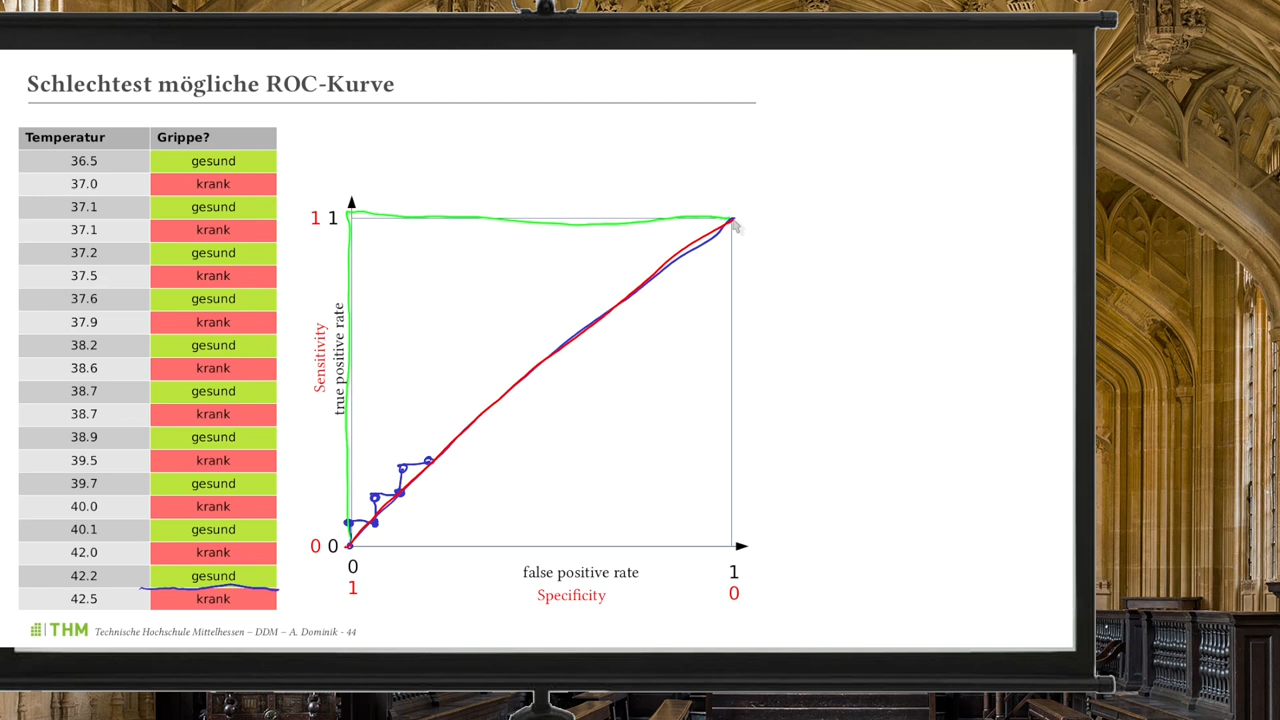 Schlechtest mögliche ROC-Kurve
Temperatur Grippe?
36.5 gesund
37.0 krank
37.1 gesund
37.1 krank
37.2 gesund
37.5 krank
37.6 gesund
37.9 krank
38.2 gesund
38.6 krank
38.7 gesund
38.7 krank
38.9 gesund
39.5 krank
39.7 gesund
40.0 krank
40.1 gesund
42.0 krank
42.2 gesund
42.5 krank
1 1
Sensitivity
true positive rate
0 0
0 false positive rate 1
1 Specificity 0
THM Technische Hochschule Mittelhessen – DDM – A. Dominik - 44